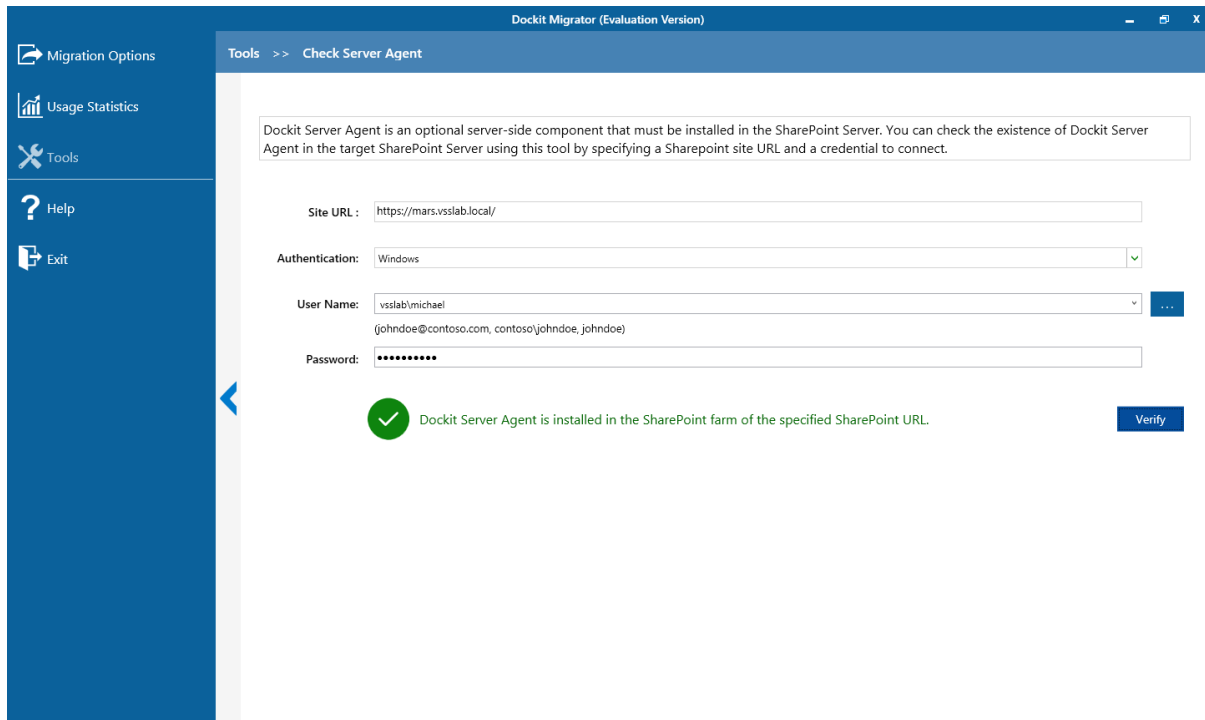 Dockit Migrator (Evaluation Version)
X
Migration Options
Usage Statistics
Tools
Help
Exit
Tools >> Check Server Agent
Dockit Server Agent is an optional server-side component that must be installed in the SharePoint Server. You can check the existence of Dockit Server
Agent in the target SharePoint Server using this tool by specifying a Sharepoint site URL and a credential to connect.
Site URL : https://mars.vsslab.local/
Authentication: Windows
User Name: vsslab\michael ...
(johndoe@contoso.com, contoso\johndoe, johndoe)
Password: ••••••••••
Dockit Server Agent is installed in the SharePoint farm of the specified SharePoint URL. Verify